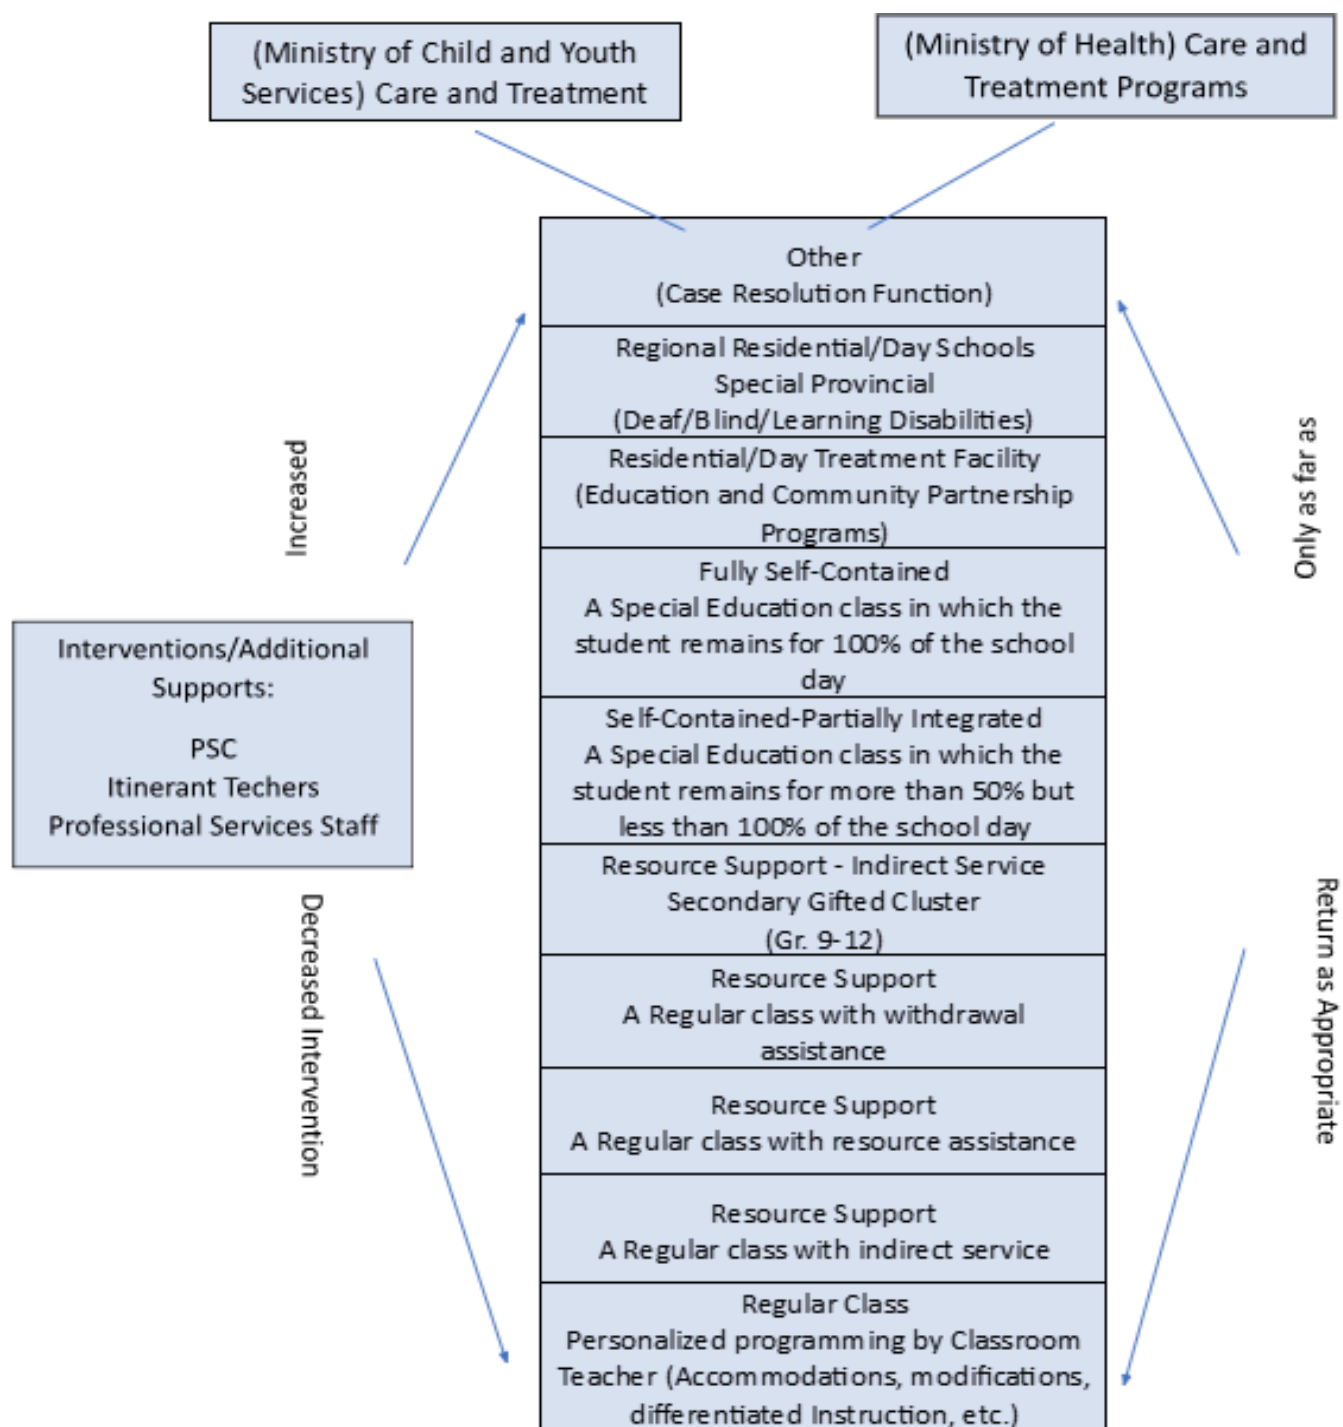 (Ministry of Child and Youth
Services) Care and Treatment
(Ministry of Health) Care and
Treatment Programs
Other
(Case Resolution Function)
Regional Residential/Day Schools
Special Provincial
(Deaf/Blind/Learning Disabilities)
Residential/Day Treatment Facility
(Education and Community Partnership
Programs)
Fully Self-Contained
A Special Education class in which the
student remains for 100% of the school
day
Self-Contained-Partially Integrated
A Special Education class in which the
student remains for more than 50% but
less than 100% of the school day
Resource Support - Indirect Service
Secondary Gifted Cluster
(Gr. 9-12)
Resource Support
A Regular class with withdrawal
assistance
Resource Support
A Regular class with resource assistance
Resource Support
A Regular class with indirect service
Regular Class
Personalized programming by Classroom
Teacher (Accommodations, modifications,
differentiated Instruction, etc.)
Increased
Interventions/Additional
Supports:
PSC
Itinerant Techers
Professional Services Staff
Decreased Intervention
Only as far as
Return as Appropriate